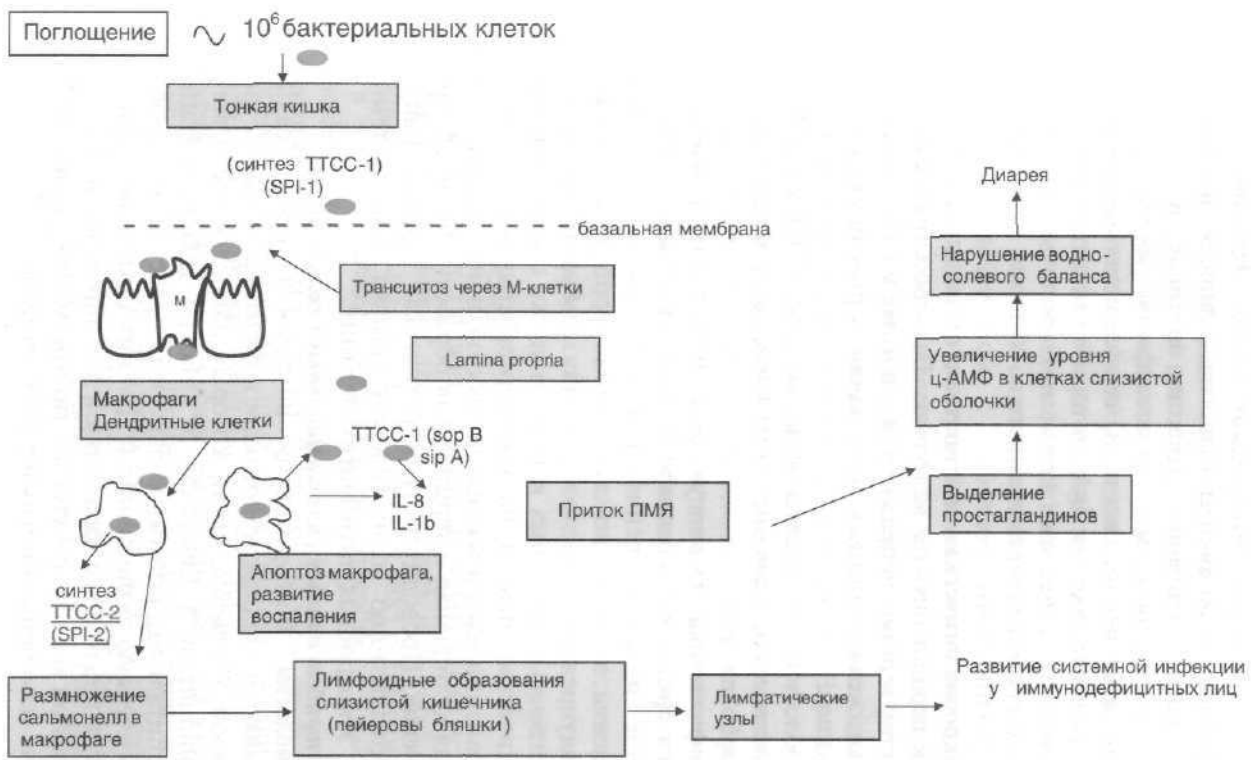 Поглощение ~ 10⁶ бактериальных клеток
Тонкая кишка
(синтез ТТСС-1)
(SPI-1)
базальная мембрана
М
Трансцитоз через М-клетки
Lamina propria
Макрофаги
Дендритные клетки
ТТСС-1 (sop B
sip A)
IL-8
IL-1b
Апоптоз макрофага,
развитие
воспаления
синтез
ТТСС-2
(SPI-2)
Приток ПМЯ
Диарея
Нарушение водно-
солевого баланса
Увеличение уровня
ц-АМФ в клетках слизистой
оболочки
Выделение
простагландинов
Размножение
сальмонелл в
макрофаге
Лимфоидные образования
слизистой кишечника
(пейеровы бляшки)
Лимфатические
узлы
Развитие системной инфекции
у иммунодефицитных лиц